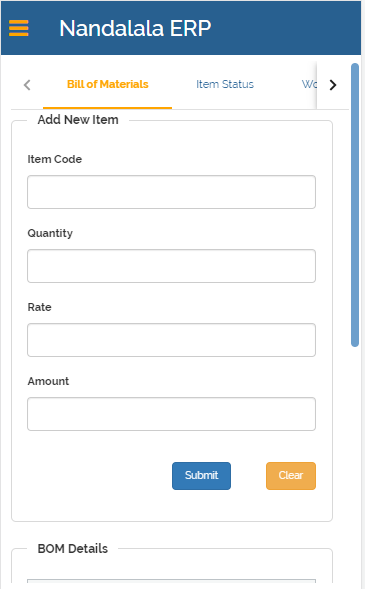 Nandalala ERP
Bill of Materials Item Status Wo
Add New Item
Item Code
Quantity
Rate
Amount
Submit Clear
BOM Details